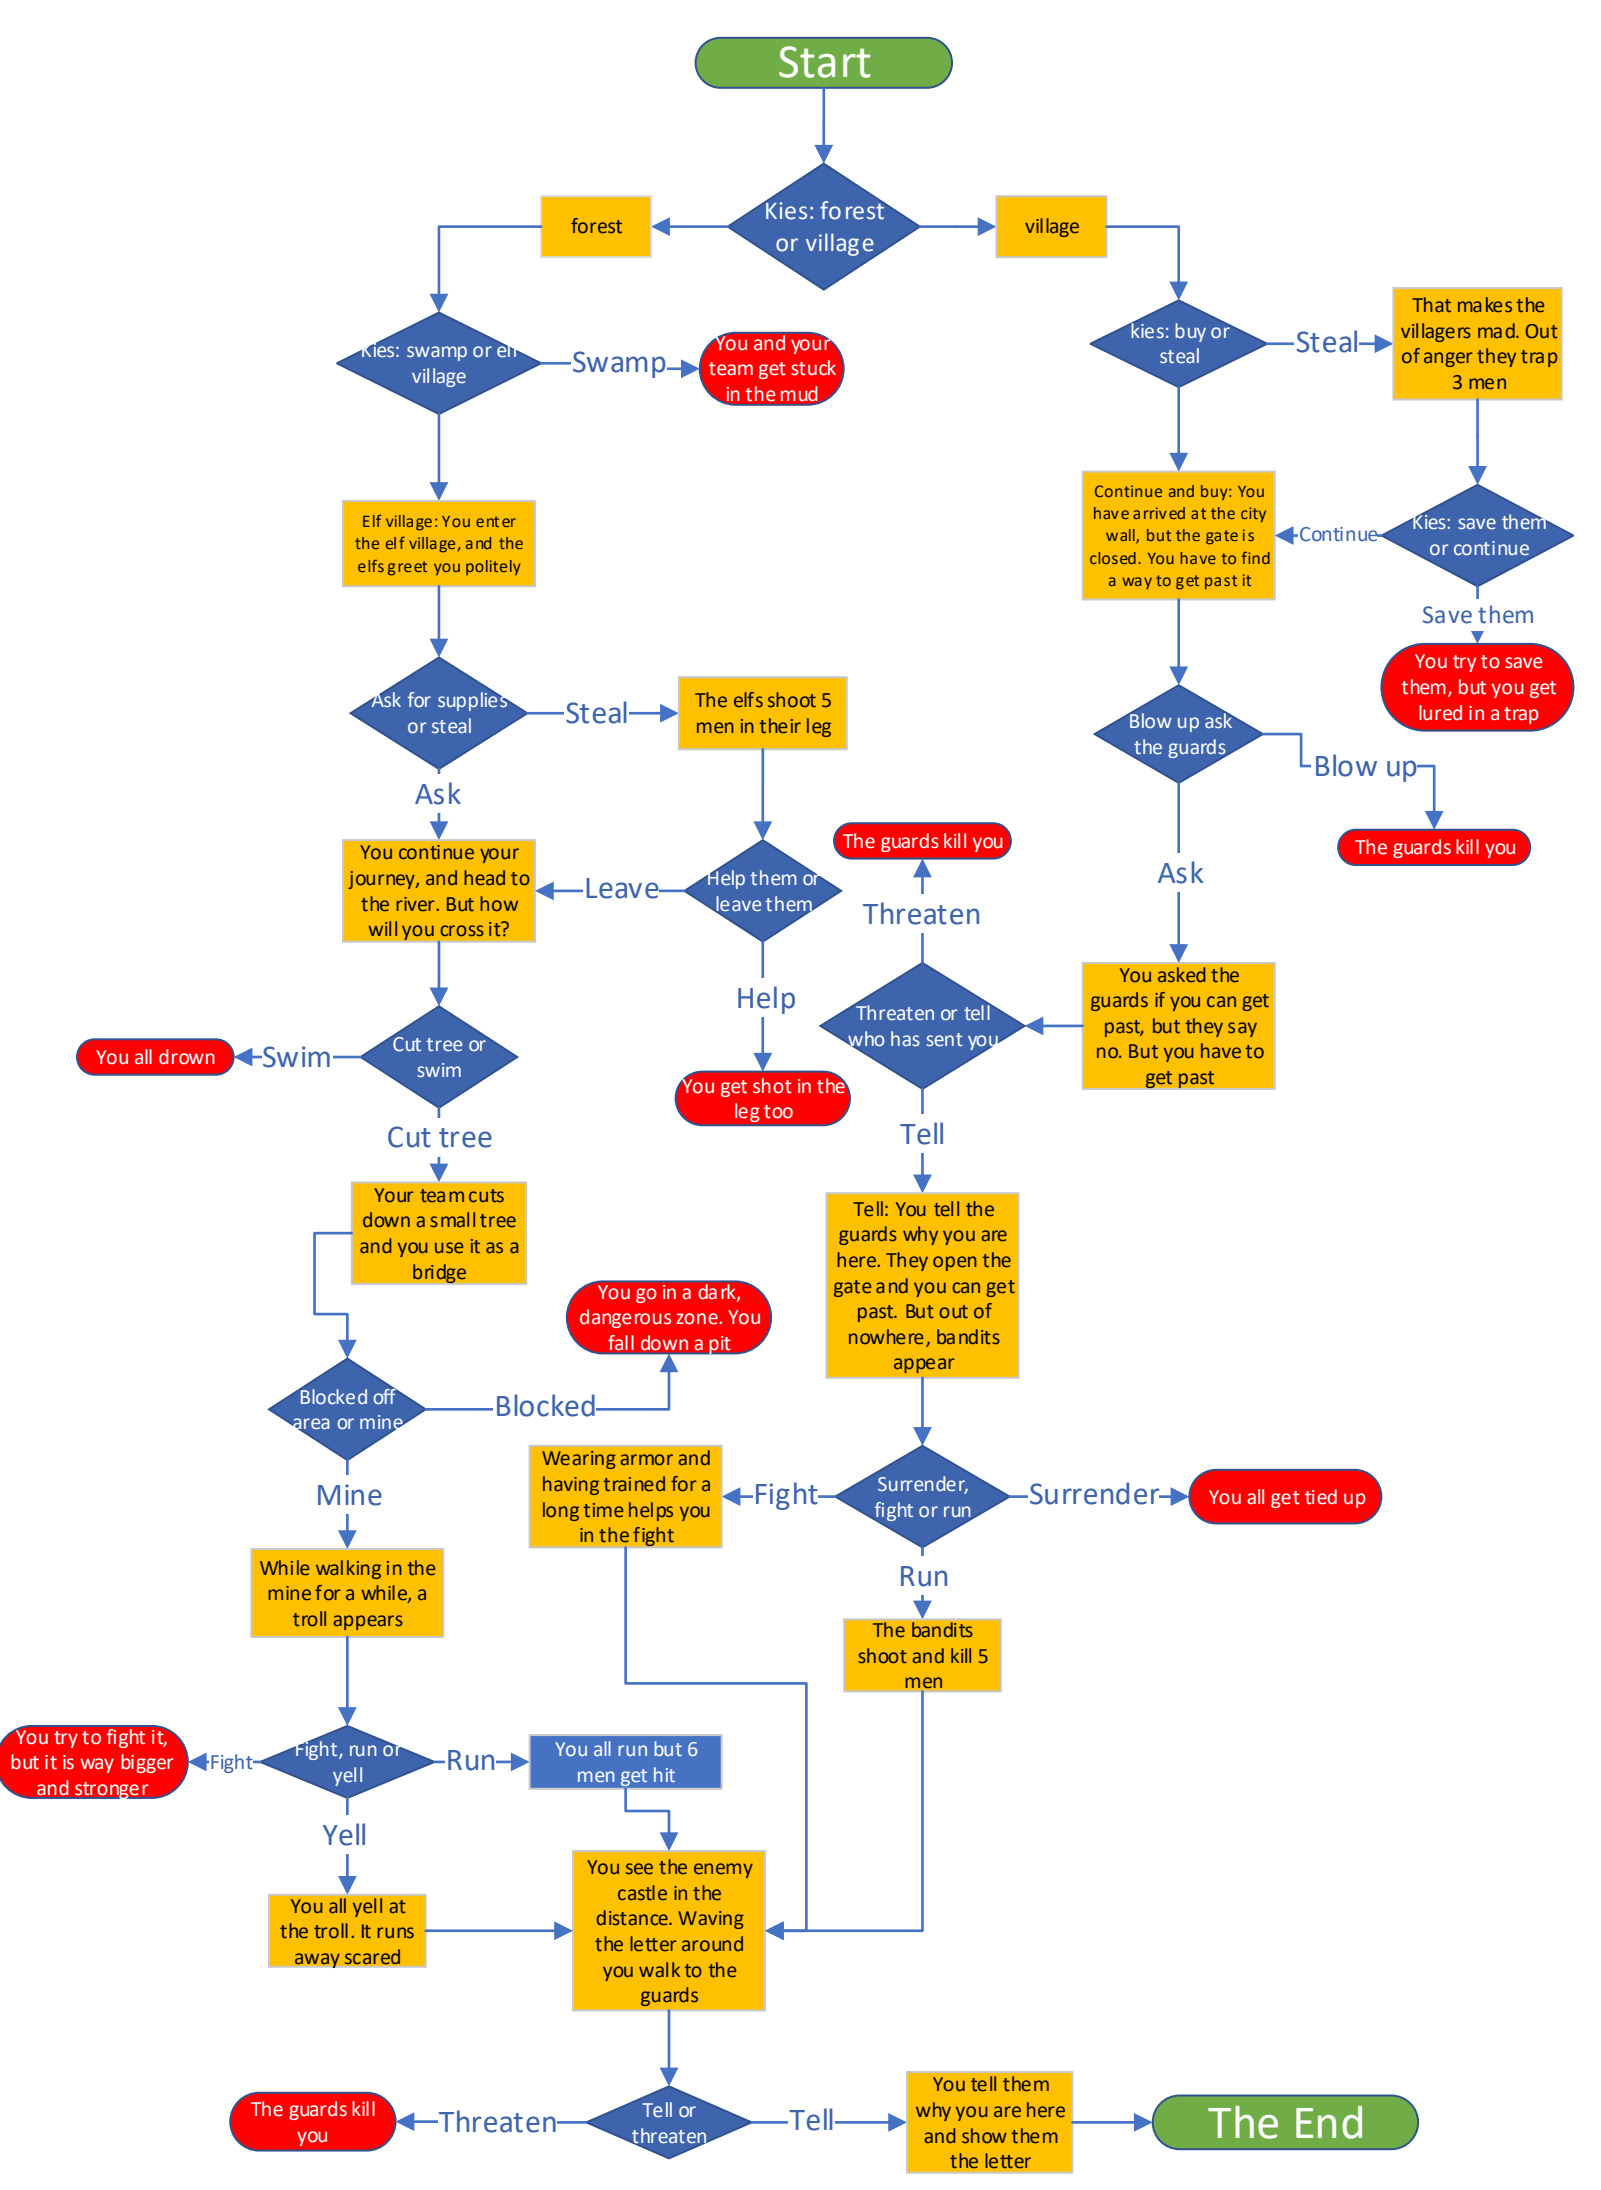 Start
Kies: forest
or village
forest
village
Kies: swamp or elf
village
Swamp
You and your
team get stuck
in the mud
kies: buy or
steal
Steal
That makes the
villagers mad. Out
of anger they trap
3 men
Elf village: You enter
the elf village, and the
elfs greet you politely
Continue and buy: You
have arrived at the city
wall, but the gate is
closed. You have to find
a way to get past it
Continue
Kies: save them
or continue
Save them
You try to save
them, but you get
lured in a trap
Ask for supplies
or steal
Steal
The elfs shoot 5
men in their leg
Blow up ask
the guards
Blow up
The guards kill you
Ask
You continue your
journey, and head to
the river. But how
will you cross it?
Leave
Help them or
leave them
Help
You get shot in the
leg too
The guards kill you
Threaten
Threaten or tell
who has sent you
Ask
You asked the
guards if you can get
past, but they say
no. But you have to
get past
You all drown
Swim
Cut tree or
swim
Cut tree
Your team cuts
down a small tree
and you use it as a
bridge
Tell
Tell: You tell the
guards why you are
here. They open the
gate and you can get
past. But out of
nowhere, bandits
appear
You go in a dark,
dangerous zone. You
fall down a pit
Blocked off
area or mine
Blocked
Mine
Wearing armor and
having trained for a
long time helps you
in the fight
Fight
Surrender,
fight or run
Surrender
You all get tied up
Run
The bandits
shoot and kill 5
men
While walking in the
mine for a while, a
troll appears
You try to fight it,
but it is way bigger
and stronger
Fight
Fight, run or
yell
Run
You all run but 6
men get hit
Yell
You all yell at
the troll. It runs
away scared
You see the enemy
castle in the
distance. Waving
the letter around
you walk to the
guards
The guards kill
you
Threaten
Tell or
threaten
Tell
You tell them
why you are here
and show them
the letter
The End